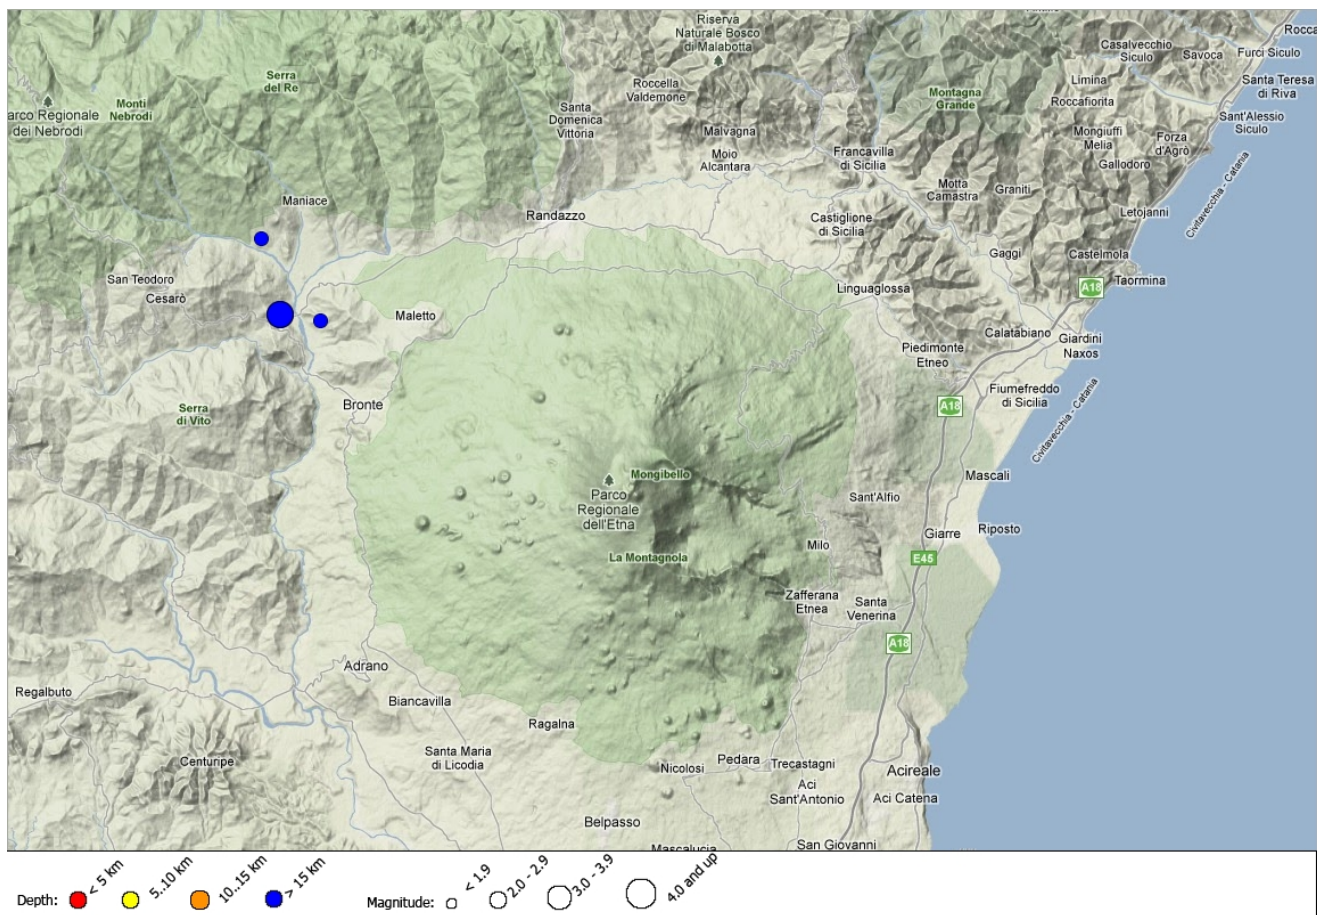 Riserva
Naturale Bosco
di Malabotta
Rocca
Casalvecchio
Siculo
Savoca
Furci Siculo
Serra
del Re
Roccella
Valdemone
Limina
Santa Teresa
di Riva
Monti
Nebrodi
arco Regionale
dei Nebrodi
Santa
Domenica
Vittoria
Montagna
Grande
Roccafiorita
Sant'Alessio
Siculo
Malvagna
Mongiuffi
Melia
Forza
d'Agrò
Moio
Alcantara
Francavilla
di Sicilia
Gallodoro
Motta
Camastra
Graniti
Civitavecchia - Catania
Maniace
Randazzo
Castiglione
di Sicilia
Letojanni
Gaggi
Castelmola
San Teodoro
Cesarò
Taormina
A18
Linguaglossa
Maletto
Calatabiano
Giardini
Naxos
Piedimonte
Etneo
Fiumefreddo
di Sicilia
Bronte
A18
Serra
di Vito
Civitavecchia - Catania
Mongibello
Mascali
Parco
Regionale
dell'Etna
Sant'Alfio
Giarre
Riposto
La Montagnola
Milo
E45
Zafferana
Etnea
Santa
Venerina
A18
Adrano
Regalbuto
Biancavilla
Ragalna
Santa Maria
di Licodia
Centuripe
Nicolosi
Pedara
Trecastagni
Acireale
Aci
Sant'Antonio
Aci Catena
Belpasso
Mascalucia
San Giovanni
Depth: < 5 km 5..10 km 10..15 km > 15 km Magnitude: < 1.9 2.0 - 2.9 3.0 - 3.9 4.0 and up